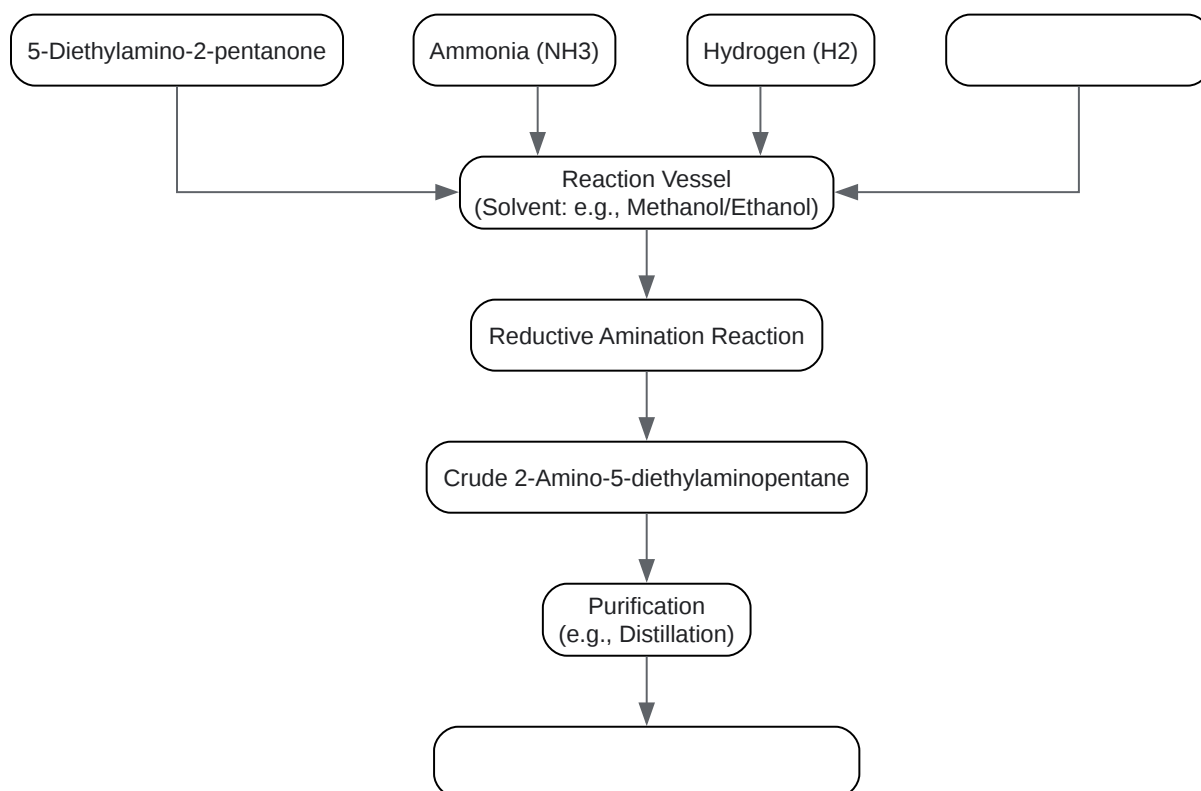 5-Diethylamino-2-pentanone
Ammonia (NH3)
Hydrogen (H2)
Reaction Vessel
(Solvent: e.g., Methanol/Ethanol)
Reductive Amination Reaction
Crude 2-Amino-5-diethylaminopentane
Purification
(e.g., Distillation)